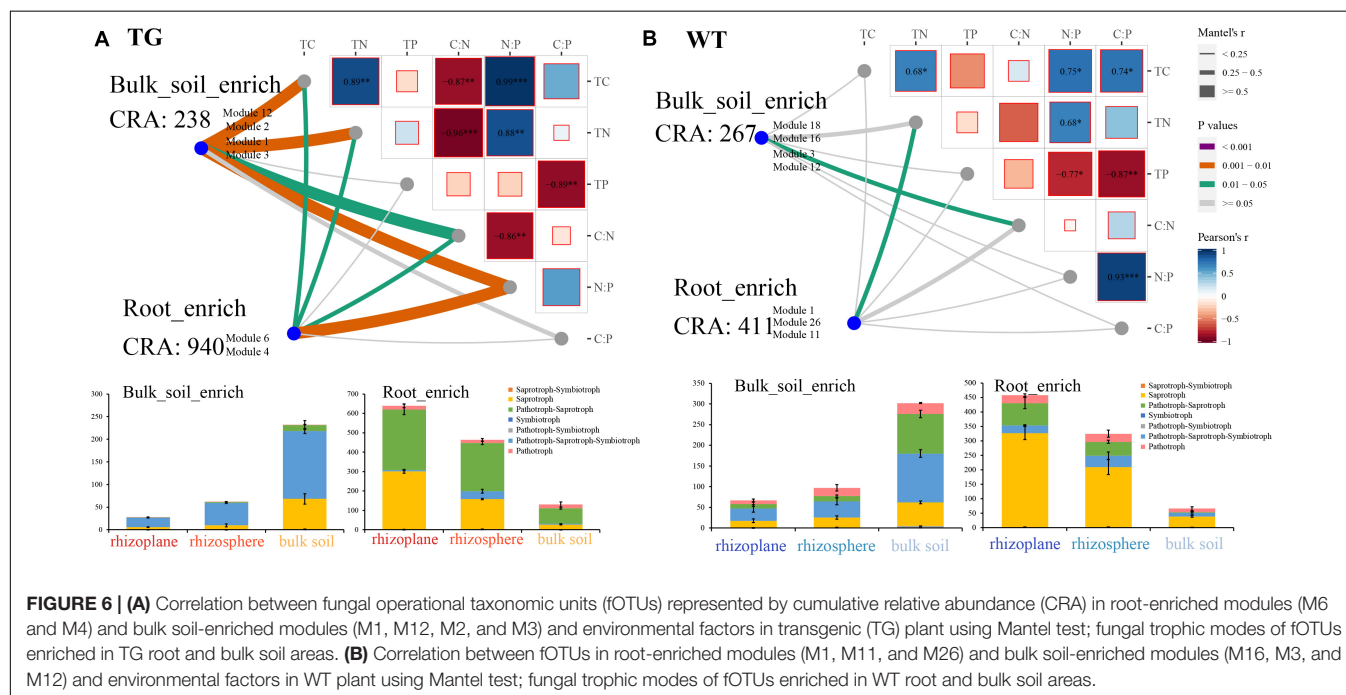 A TG
TC TN TP C:N N:P C:P
Bulk_soil_enrich
CRA: 238
Module 12
Module 2
Module 1
Module 3
0.89** −0.87** 0.99*** TC
−0.96*** 0.88** TN
−0.89** TP
−0.86** C:N
N:P
C:P
Root_enrich
CRA: 940
Module 6
Module 4
B WT
TC TN TP C:N N:P C:P
Bulk_soil_enrich
CRA: 267
Module 18
Module 16
Module 3
Module 12
0.68* 0.75* 0.74* TC
0.68* TN
−0.77* −0.87** TP
C:N
0.93*** N:P
C:P
Root_enrich
CRA: 411
Module 1
Module 26
Module 11
Mantel's r
< 0.25
0.25 − 0.5
>= 0.5
P values
< 0.001
0.001 − 0.01
0.01 − 0.05
>= 0.05
Pearson's r
1
0.5
0.0
−0.5
−1
Bulk_soil_enrich
300
250
200
150
100
50
0
rhizoplane rhizosphere bulk soil
Root_enrich
700
600
500
400
300
200
100
0
rhizoplane rhizosphere bulk soil
Saprotroph-Symbiotroph
Saprotroph
Pathotroph-Saprotroph
Symbiotroph
Pathotroph-Symbiotroph
Pathotroph-Saprotroph-Symbiotroph
Pathotroph
Bulk_soil_enrich
350
300
250
200
150
100
50
0
rhizoplane rhizosphere bulk soil
Root_enrich
500
450
400
350
300
250
200
150
100
50
0
rhizoplane rhizosphere bulk soil
Saprotroph-Symbiotroph
Saprotroph
Pathotroph-Saprotroph
Symbiotroph
Pathotroph-Symbiotroph
Pathotroph-Saprotroph-Symbiotroph
Pathotroph
FIGURE 6 | (A) Correlation between fungal operational taxonomic units (fOTUs) represented by cumulative relative abundance (CRA) in root-enriched modules (M6
and M4) and bulk soil-enriched modules (M1, M12, M2, and M3) and environmental factors in transgenic (TG) plant using Mantel test; fungal trophic modes of fOTUs
enriched in TG root and bulk soil areas. (B) Correlation between fOTUs in root-enriched modules (M1, M11, and M26) and bulk soil-enriched modules (M16, M3, and
M12) and environmental factors in WT plant using Mantel test; fungal trophic modes of fOTUs enriched in WT root and bulk soil areas.